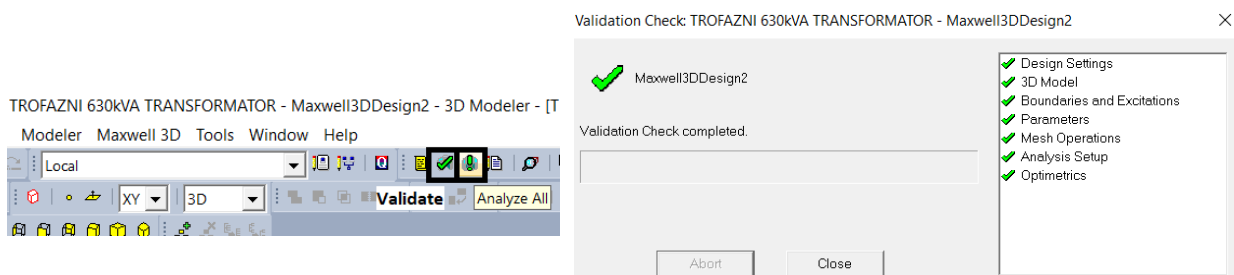 TROFAZNI 630kVA TRANSFORMATOR - Maxwell3DDesign2 - 3D Modeler - [T
Modeler Maxwell 3D Tools Window Help
Local
XY 3D Validate Analyze All
Validation Check: TROFAZNI 630kVA TRANSFORMATOR - Maxwell3DDesign2
Maxwell3DDesign2
Validation Check completed.
Abort Close
Design Settings
3D Model
Boundaries and Excitations
Parameters
Mesh Operations
Analysis Setup
Optimetrics